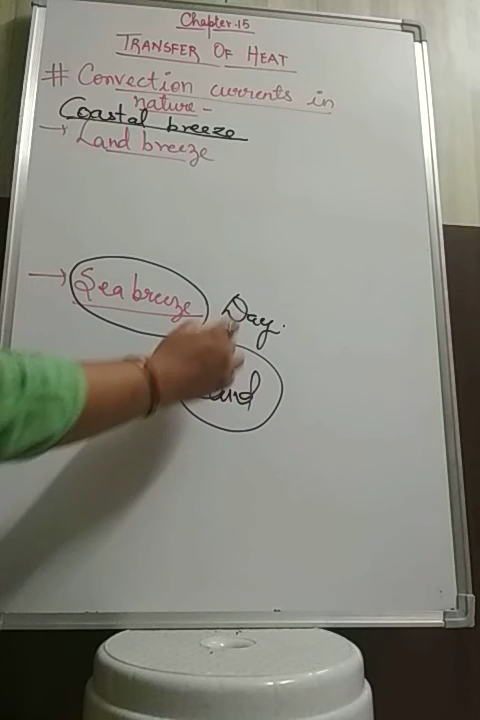 Chapter-15
TRANSFER OF HEAT
# Convection currents in
nature -
Coastal breeze
→ Land breeze
→ Sea breeze
Day.